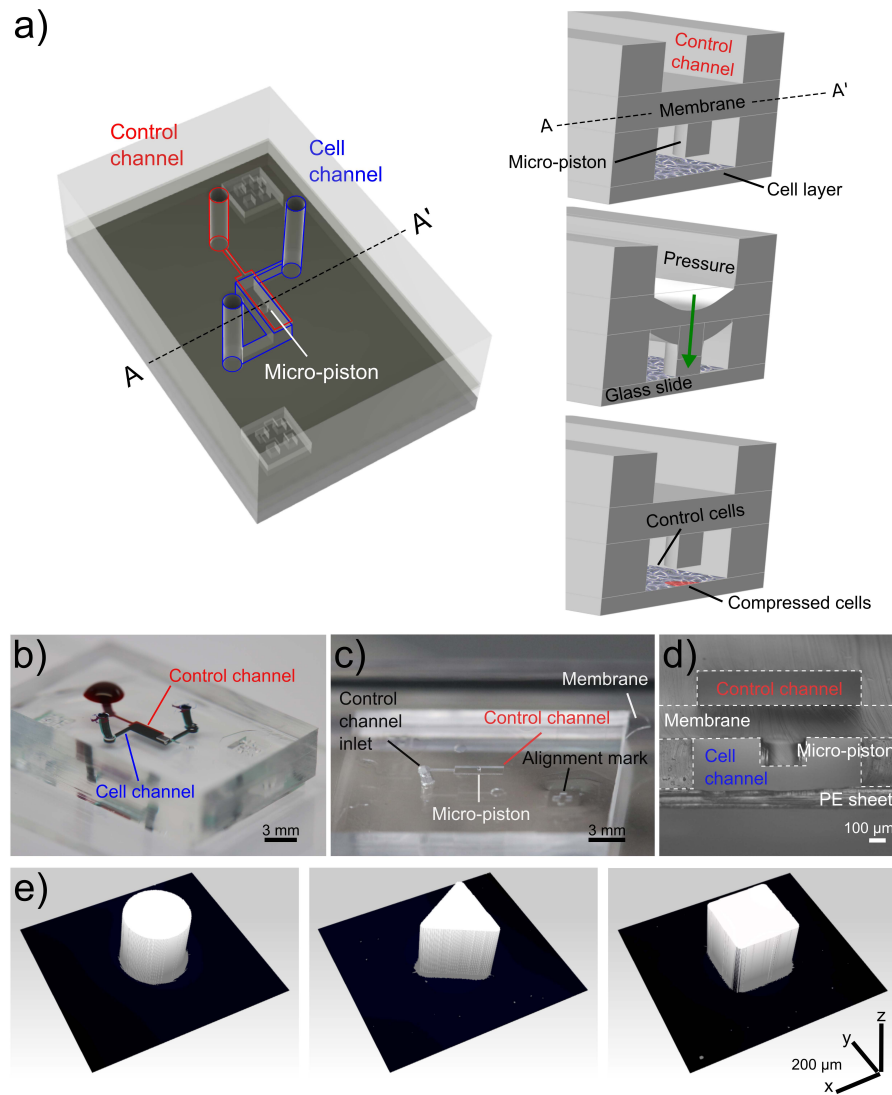 a)
Control
channel
Cell
channel
A'
A
Micro-piston
Control
channel
A'
Membrane
A
Micro-piston
Cell layer
Pressure
Glass slide
Control cells
Compressed cells
b)
Control channel
Cell channel
3 mm
c)
Membrane
Control
channel
inlet
Control channel
Alignment mark
Micro-piston
3 mm
d)
Control channel
Membrane
Cell
channel
Micro-piston
PE sheet
100 µm
e)
z
y
200 µm
x